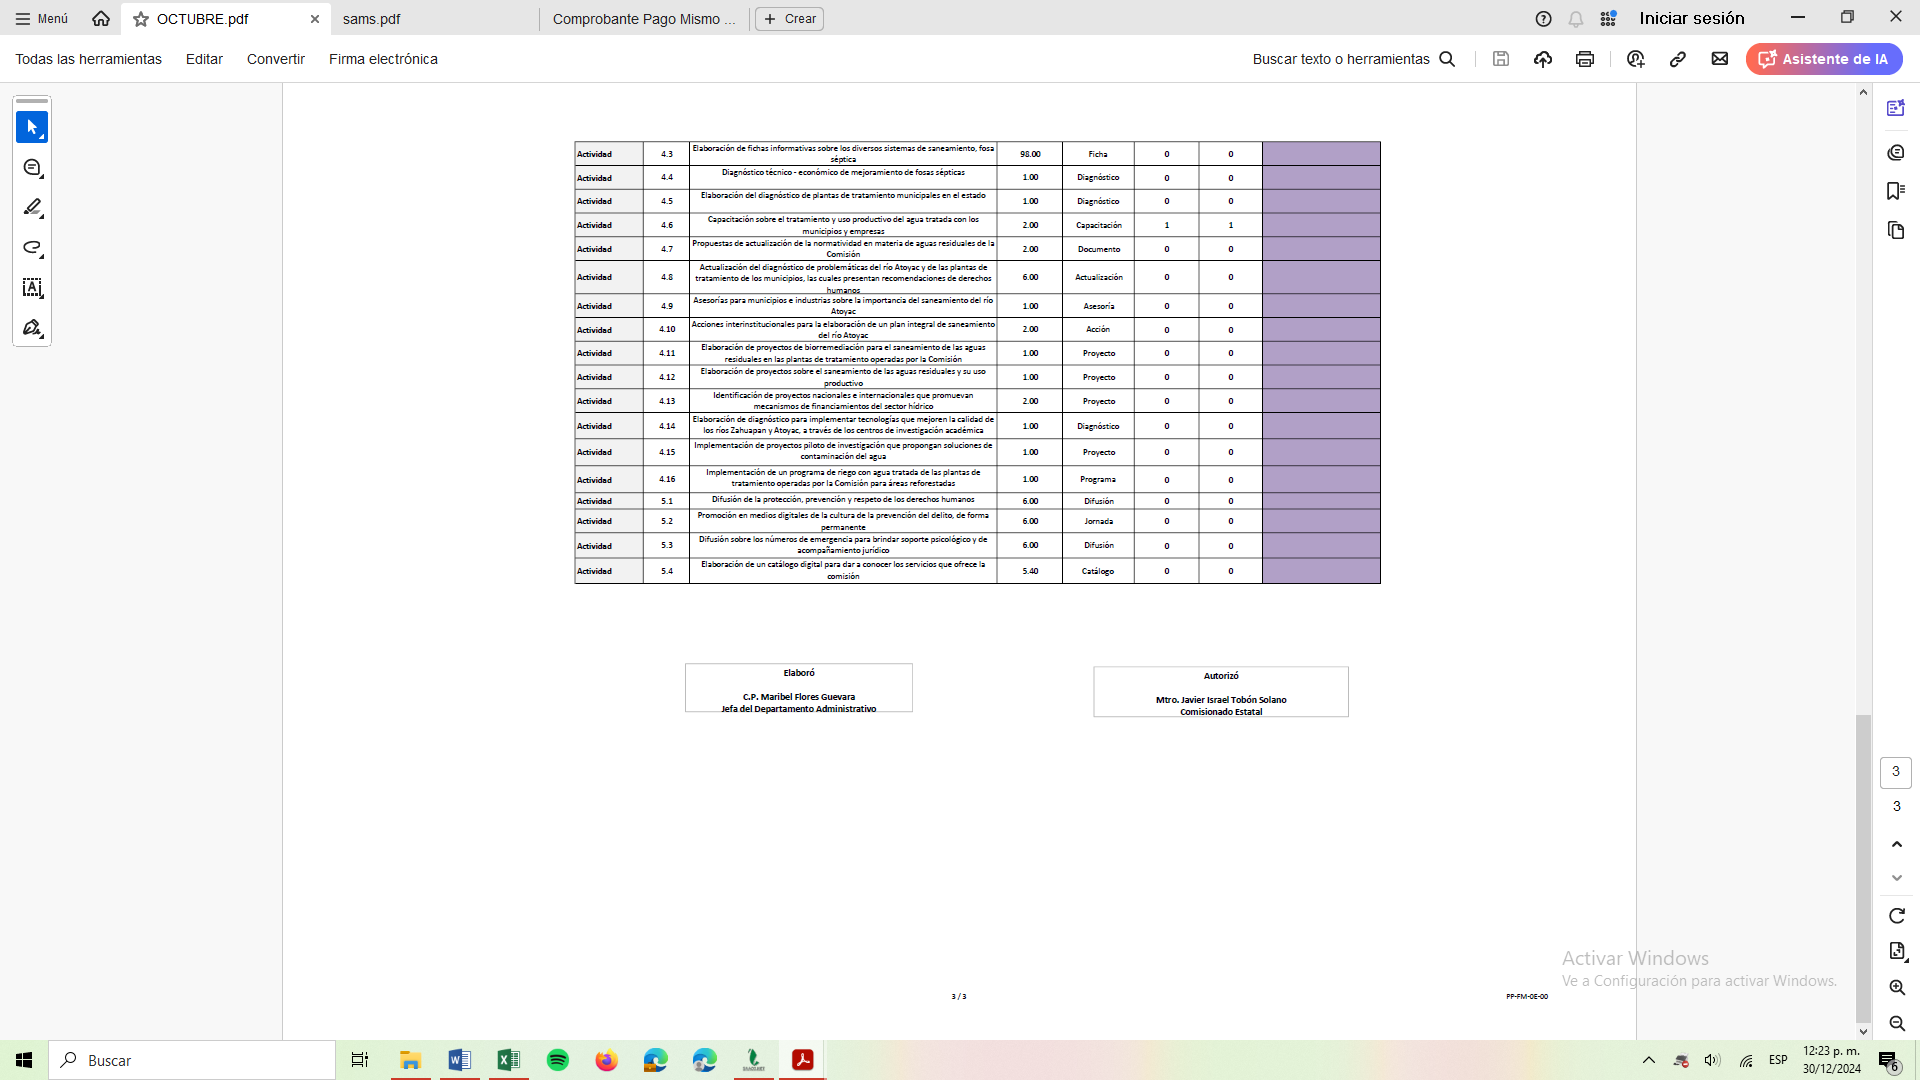 Menú
OCTUBRE.pdf
sams.pdf
Comprobante Pago Mismo ...
Crear
Iniciar sesión
Todas las herramientas
Editar
Convertir
Firma electrónica
Buscar texto o herramientas
Asistente de IA
Actividad 4.3 Elaboración de fichas informativas sobre los diversos sistemas de saneamiento, fosa
séptica 98.00 Ficha 0 0
Actividad 4.4 Diagnóstico técnico - económico de mejoramiento de fosas sépticas 1.00 Diagnóstico 0 0
Actividad 4.5 Elaboración del diagnóstico de plantas de tratamiento municipales en el estado 1.00 Diagnóstico 0 0
Actividad 4.6 Capacitación sobre el tratamiento y uso productivo del agua tratada con los
municipios y empresas 2.00 Capacitación 1 1
Actividad 4.7 Propuestas de actualización de la normatividad en materia de aguas residuales de la
Comisión 2.00 Documento 0 0
Actividad 4.8 Actualización del diagnóstico de problemáticas del río Atoyac y de las plantas de
tratamiento de los municipios, las cuales presentan recomendaciones de derechos
humanos 6.00 Actualización 0 0
Actividad 4.9 Asesorías para municipios e industrias sobre la importancia del saneamiento del río
Atoyac 1.00 Asesoría 0 0
Actividad 4.10 Acciones interinstitucionales para la elaboración de un plan integral de saneamiento
del río Atoyac 2.00 Acción 0 0
Actividad 4.11 Elaboración de proyectos de biorremediación para el saneamiento de las aguas
residuales en las plantas de tratamiento operadas por la Comisión 1.00 Proyecto 0 0
Actividad 4.12 Elaboración de proyectos sobre el saneamiento de las aguas residuales y su uso
productivo 1.00 Proyecto 0 0
Actividad 4.13 Identificación de proyectos nacionales e internacionales que promuevan
mecanismos de financiamientos del sector hídrico 2.00 Proyecto 0 0
Actividad 4.14 Elaboración de diagnóstico para implementar tecnologías que mejoren la calidad de
los ríos Zahuapan y Atoyac, a través de los centros de investigación académica 1.00 Diagnóstico 0 0
Actividad 4.15 Implementación de proyectos piloto de investigación que propongan soluciones de
contaminación del agua 1.00 Proyecto 0 0
Actividad 4.16 Implementación de un programa de riego con agua tratada de las plantas de
tratamiento operadas por la Comisión para áreas reforestadas 1.00 Programa 0 0
Actividad 5.1 Difusión de la protección, prevención y respeto de los derechos humanos 6.00 Difusión 0 0
Actividad 5.2 Promoción en medios digitales de la cultura de la prevención del delito, de forma
permanente 6.00 Jornada 0 0
Actividad 5.3 Difusión sobre los números de emergencia para brindar soporte psicológico y de
acompañamiento jurídico 6.00 Difusión 0 0
Actividad 5.4 Elaboración de un catálogo digital para dar a conocer los servicios que ofrece la
comisión 5.40 Catálogo 0 0
Elaboró
C.P. Maribel Flores Guevara
Jefa del Departamento Administrativo
Autorizó
Mtro. Javier Israel Tobón Solano
Comisionado Estatal
3
3
Activar Windows
Ve a Configuración para activar Windows.
3 / 3
PP-FM-0E-00
Buscar
ESP
12:23 p. m.
30/12/2024
6